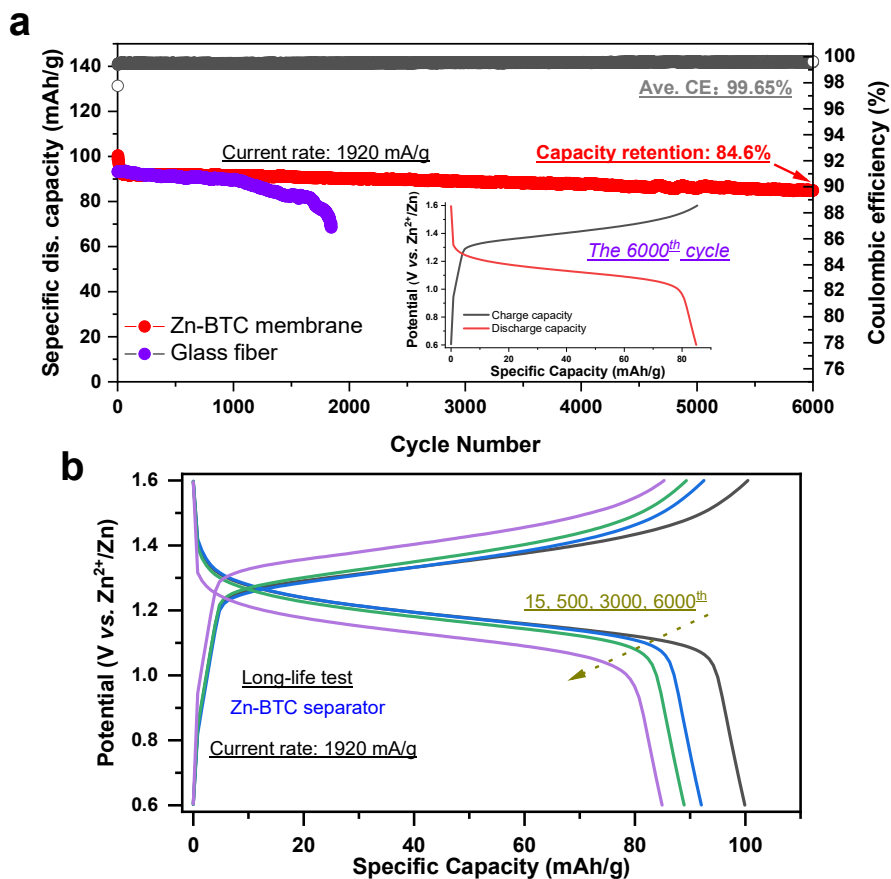 a
140
120
100
80
60
40
20
0
Sepecific dis. capacity (mAh/g)
100
98
96
94
92
90
88
86
84
82
80
78
76
Coulombic efficiency (%)
Ave. CE: 99.65%
Current rate: 1920 mA/g
Capacity retention: 84.6%
Zn-BTC membrane
Glass fiber
1.6
1.4
1.2
1.0
0.8
0.6
Potential (V vs. Zn2+/Zn)
The 6000th cycle
Charge capacity
Discharge capacity
0 20 40 60 80
Specific Capacity (mAh/g)
0 1000 2000 3000 4000 5000 6000
Cycle Number
b
1.6
1.4
1.2
1.0
0.8
0.6
Potential (V vs. Zn2+/Zn)
15, 500, 3000, 6000th
Long-life test
Zn-BTC separator
Current rate: 1920 mA/g
0 20 40 60 80 100
Specific Capacity (mAh/g)